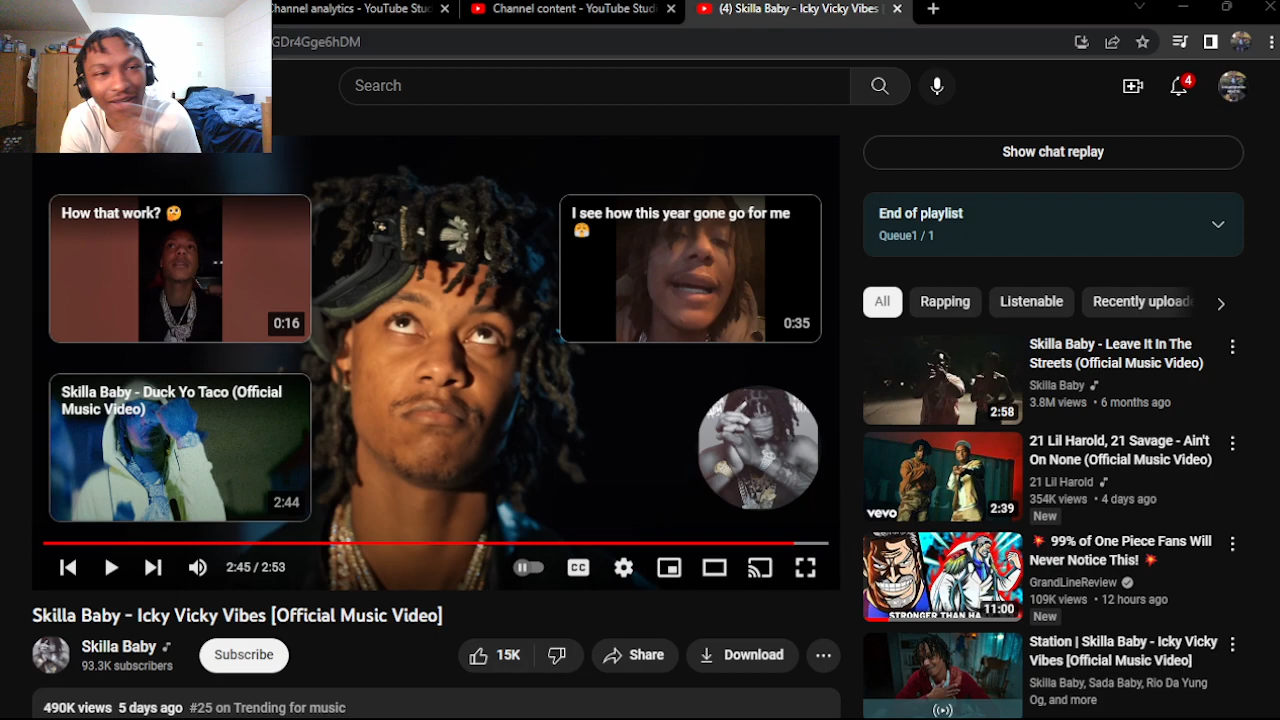 Channel analytics - YouTube Stud
Channel content - YouTube Studi
(4) Skilla Baby - Icky Vicky Vibes
GDr4Gge6hDM
Search
4
Show chat replay
End of playlist
Queue1 / 1
All
Rapping
Listenable
Recently uploade
How that work? 🤔
0:16
I see how this year gone go for me
😤
0:35
Skilla Baby - Duck Yo Taco (Official
Music Video)
2:44
CC
2:45 / 2:53
Skilla Baby - Icky Vicky Vibes [Official Music Video]
Skilla Baby
93.3K subscribers
Subscribe
15K
Share
Download
490K views 5 days ago #25 on Trending for music
Skilla Baby - Leave It In The
Streets (Official Music Video)
Skilla Baby
3.8M views • 6 months ago
2:58
21 Lil Harold, 21 Savage - Ain't
On None (Official Music Video)
21 Lil Harold
354K views • 4 days ago
New
vevo
2:39
💥 99% of One Piece Fans Will
Never Notice This! 💥
GrandLineReview
109K views • 12 hours ago
New
STRONGER THAN
11:00
Station | Skilla Baby - Icky Vicky
Vibes [Official Music Video]
Skilla Baby, Sada Baby, Rio Da Yung
Og, and more